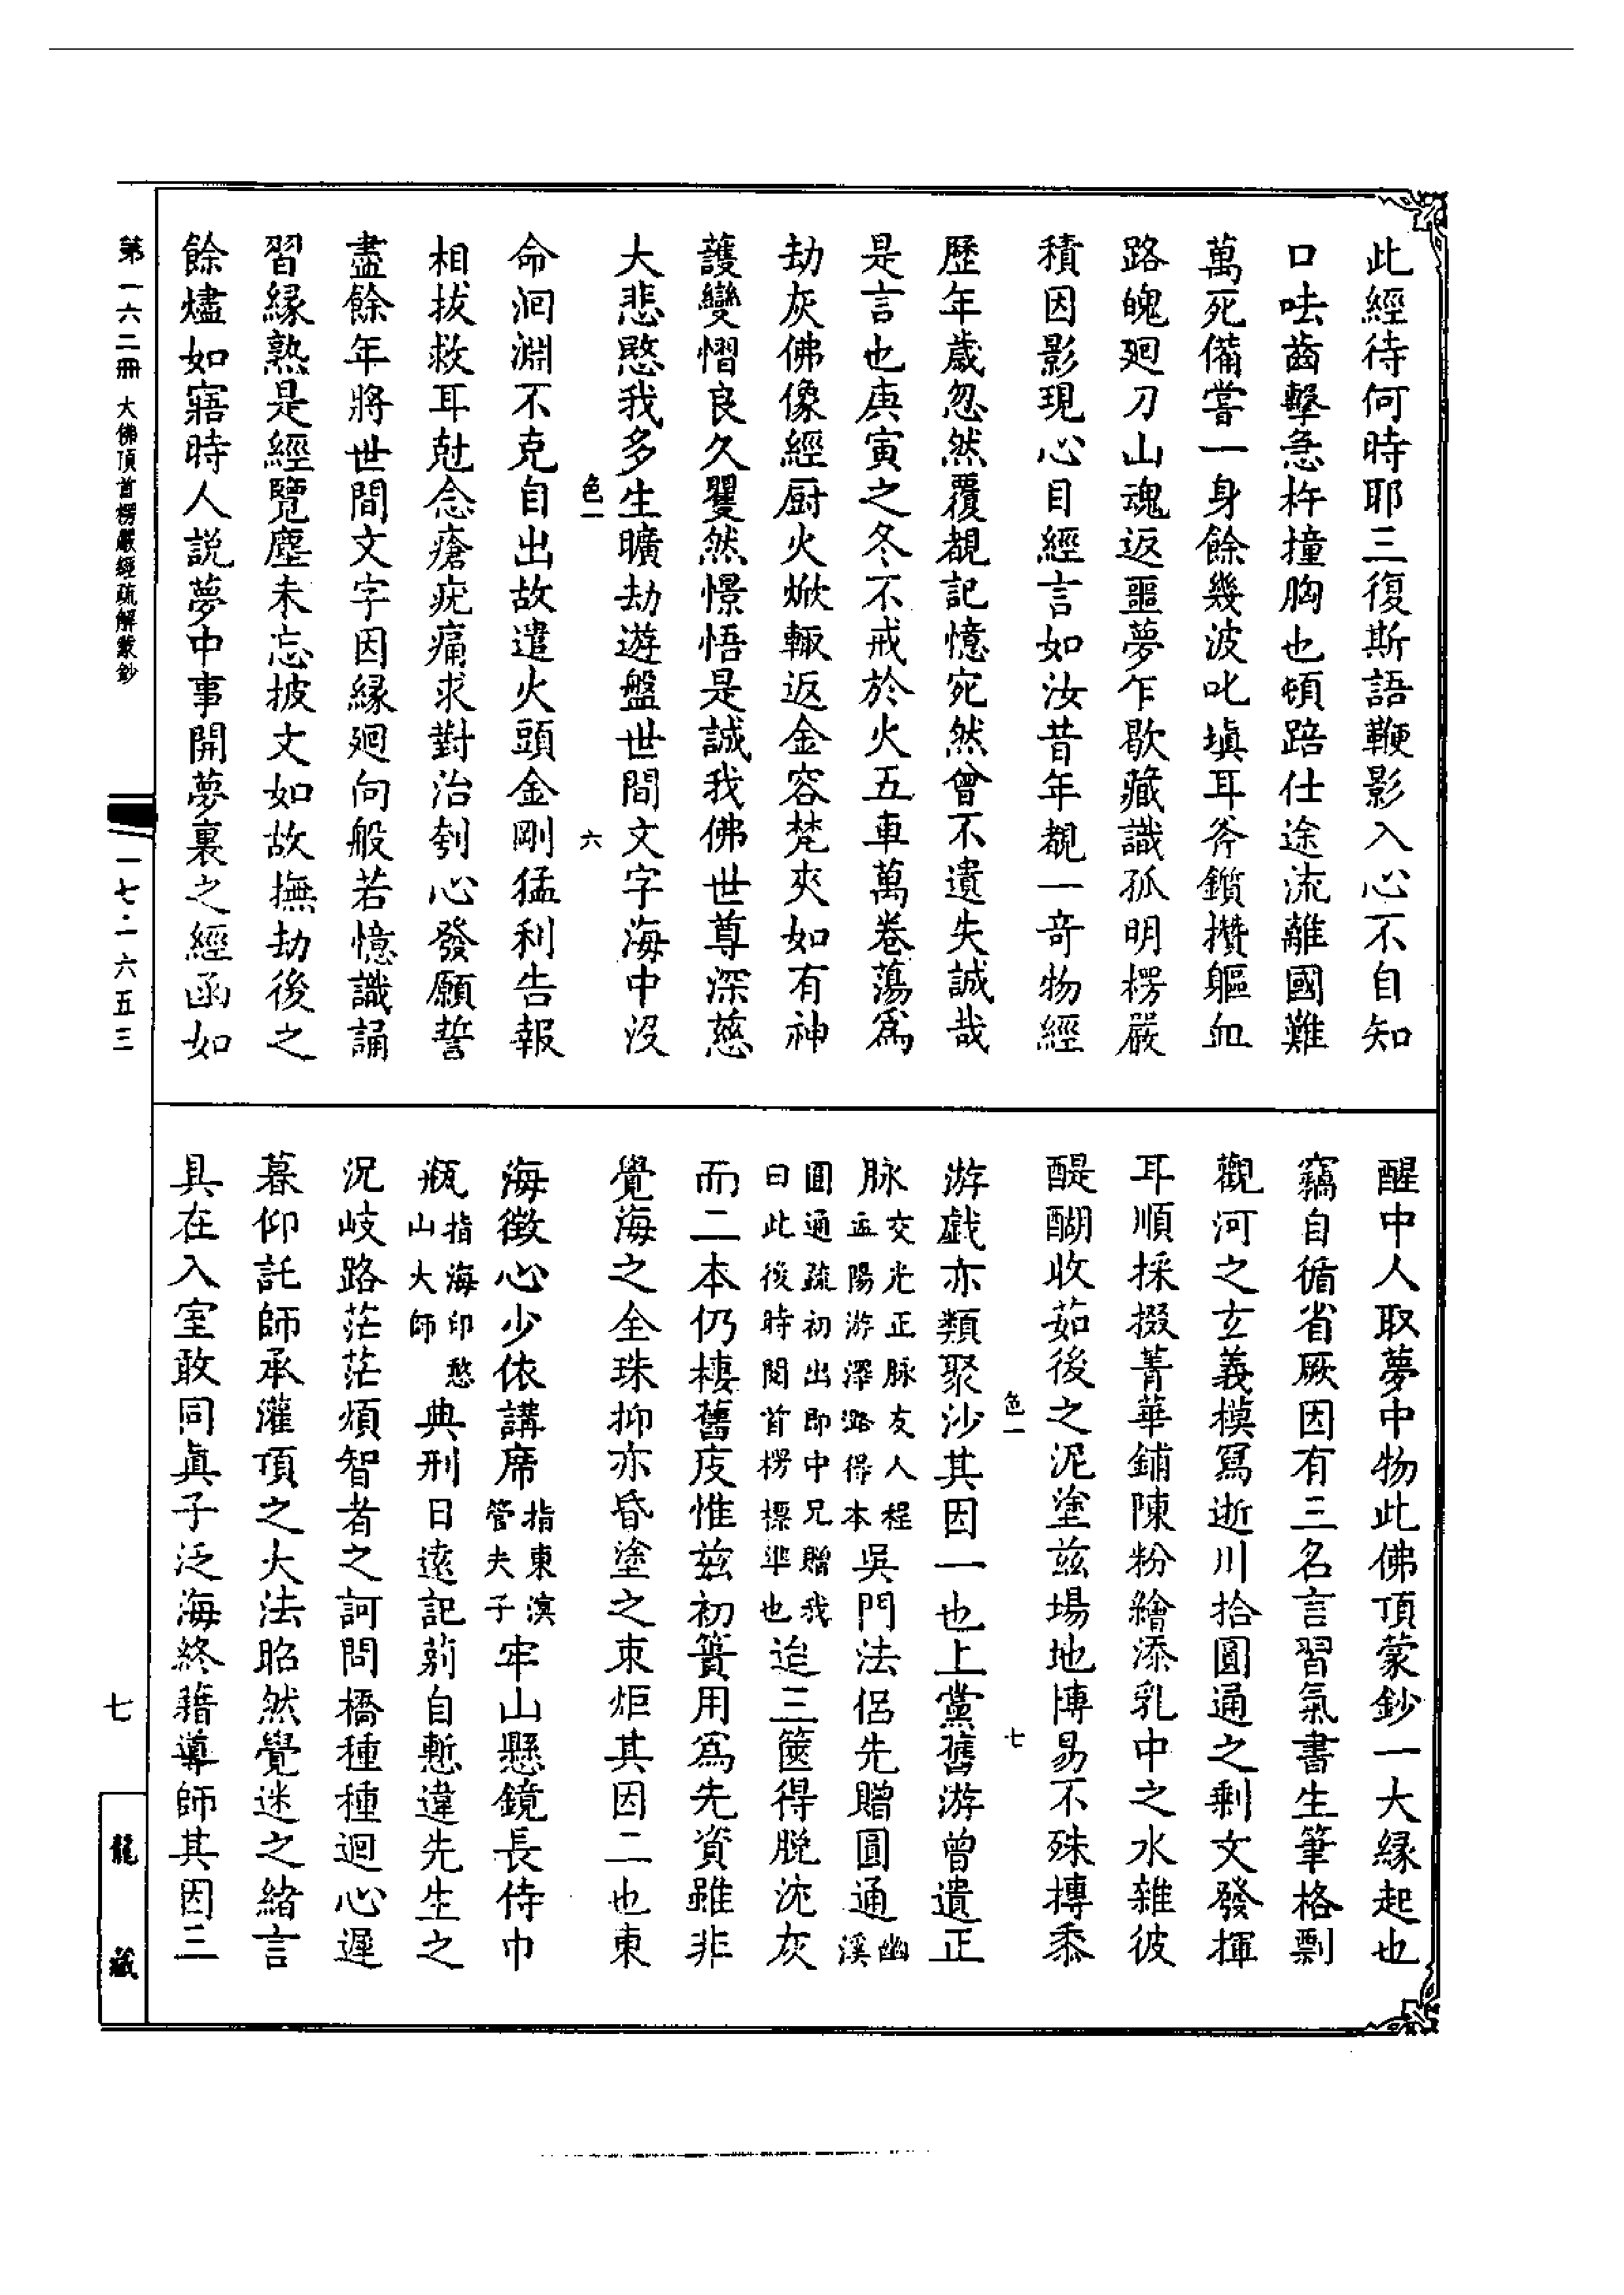 此經待何時耶三復斯語鞭影入心不自知
口呿齒擊急杵撞胸也頓踣仕途流離國難
萬死備嘗一身餘幾波吒塡耳斧鑕攢軀血
路魄迴刀山魂返噩夢乍歇藏識孤明楞嚴
積因影現心目經言如汝昔年覩一奇物經
歷年歲忽然覆覩記憶宛然曾不遺失誠哉
是言也庚寅之冬不戒於火五車萬卷蕩爲
劫灰佛像經厨火焮輙返金容梵夾如有神
護變慴良久矍然憬悟是誠我佛世尊深慈
大悲愍我多生曠劫遊盤世間文字海中沒
色一 六
命洄淵不克自出故遣火頭金剛猛利告報
相拔救耳尅念瘡疣痛求對治刳心發願誓
盡餘年將世間文字因緣廻向般若憶識誦
習緣熟是經覽塵未忘披文如故撫劫後之
餘燼如寤時人説夢中事開夢裏之經函如
第一六二冊 大佛頂首楞嚴經疏解蒙鈔
一七二六五三
醒中人取夢中物此佛頂蒙鈔一大緣起也
竊自循省厥因有三名言習氣書生筆格剽
觀河之玄義模寫逝川拾圓通之剩文發揮
耳順採掇菁華鋪陳粉繪添乳中之水雜彼
醍醐收茹後之泥塗兹場地博易不殊摶黍
色一 七
游戲亦類聚沙其因一也上黨舊游曾遺正
脉交光正脉友人程孟陽游澤潞得本吳門法侶先贈圓通幽溪
圓通疏初出即中兄贈我曰此後時閱首楞標準也迨三篋得脱沈灰
而二本仍棲舊庋惟兹初簣用爲先資雖非
覺海之全珠抑亦昏塗之束炬其因二也東
海徵心少依講席指東溟管夫子牢山懸鏡長侍巾
瓶指海印憨山大師典刑日遠記莂自慙違先生之
況岐路茫茫煩智者之訶問橋種種迴心遲
暮仰託師承灌頂之大法昭然覺迷之緒言
具在入室敢同眞子泛海終藉導師其因三
七
龍藏